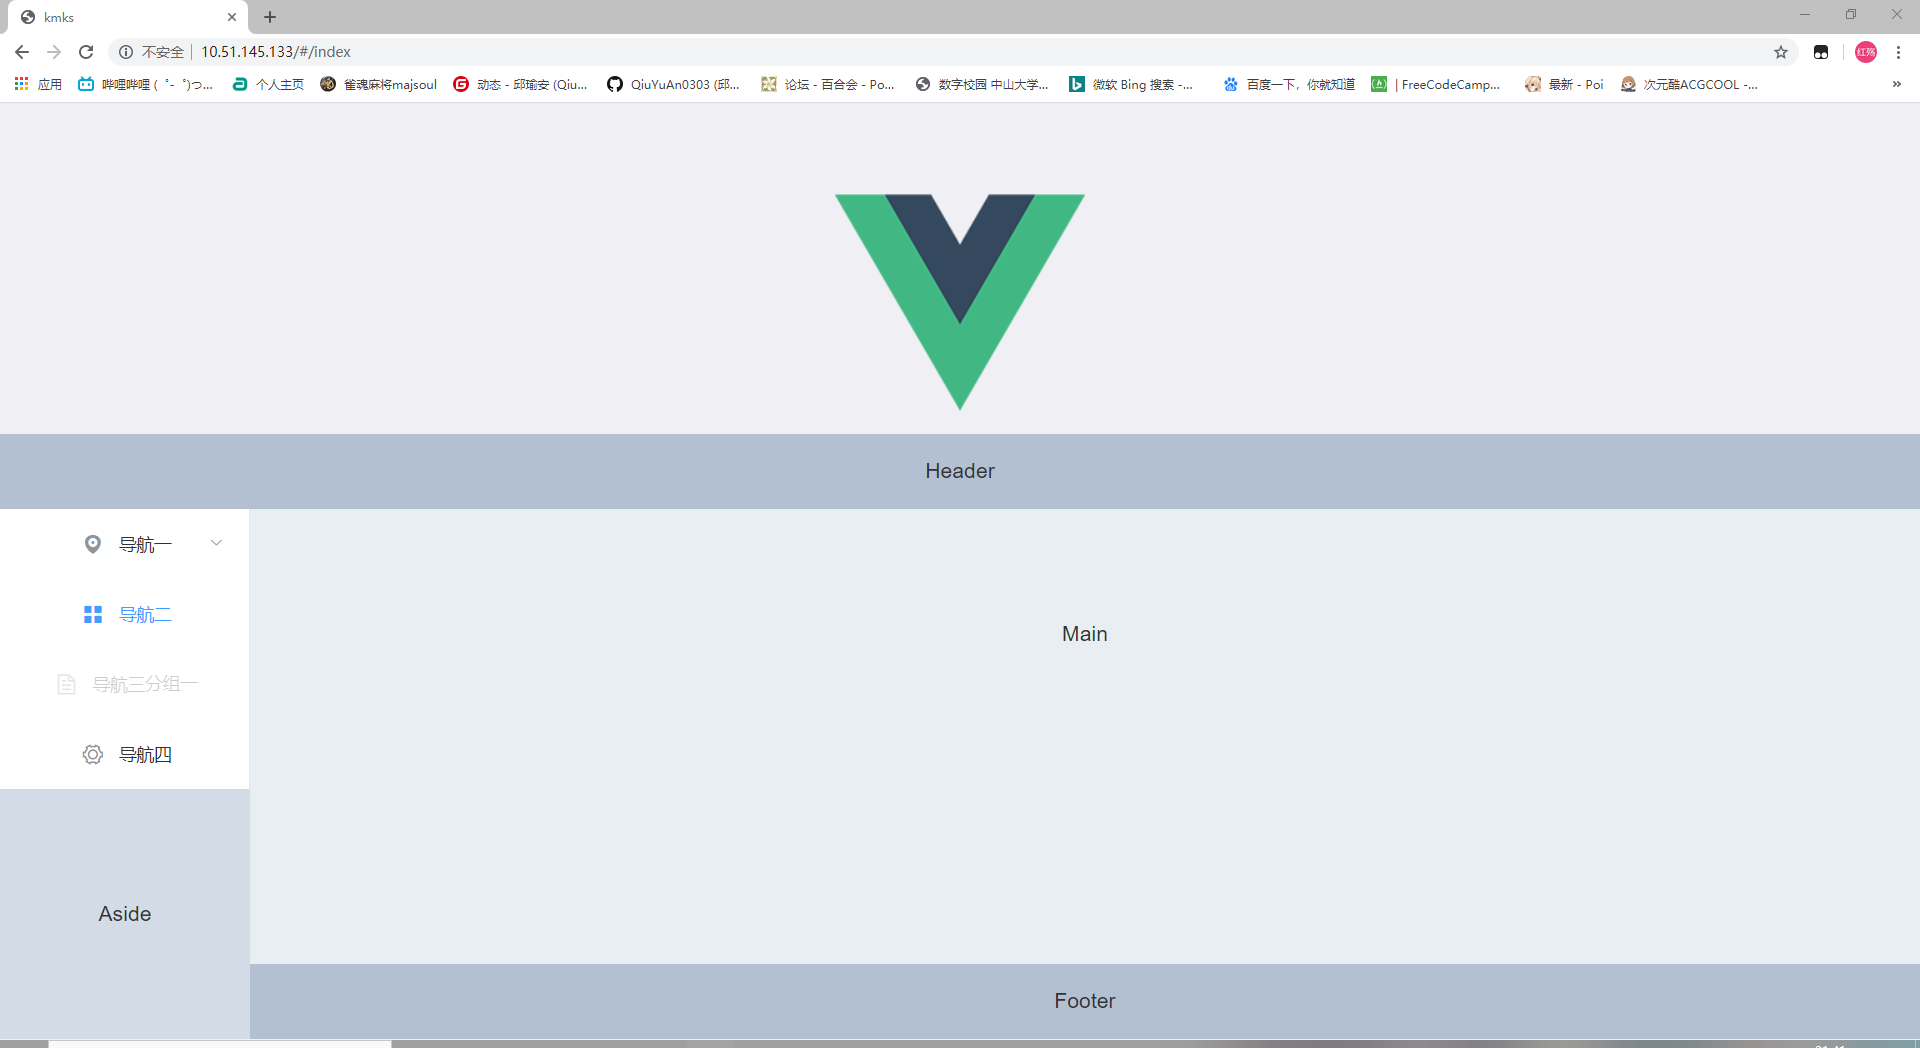 kmks
不安全 10.51.145.133/#/index
红殇
应用 哔哩哔哩 ( ゜- ゜)つ... 个人主页 雀魂麻将majsoul 动态 - 邱瑜安 (Qiu... QiuYuAn0303 (邱... 论坛 - 百合会 - Po... 数字校园 中山大学... 微软 Bing 搜索 -... 百度一下，你就知道 | FreeCodeCamp... 最新 - Poi 次元酷ACGCOOL -... »
Header
导航一
导航二
Main
导航三分组一
导航四
Aside
Footer